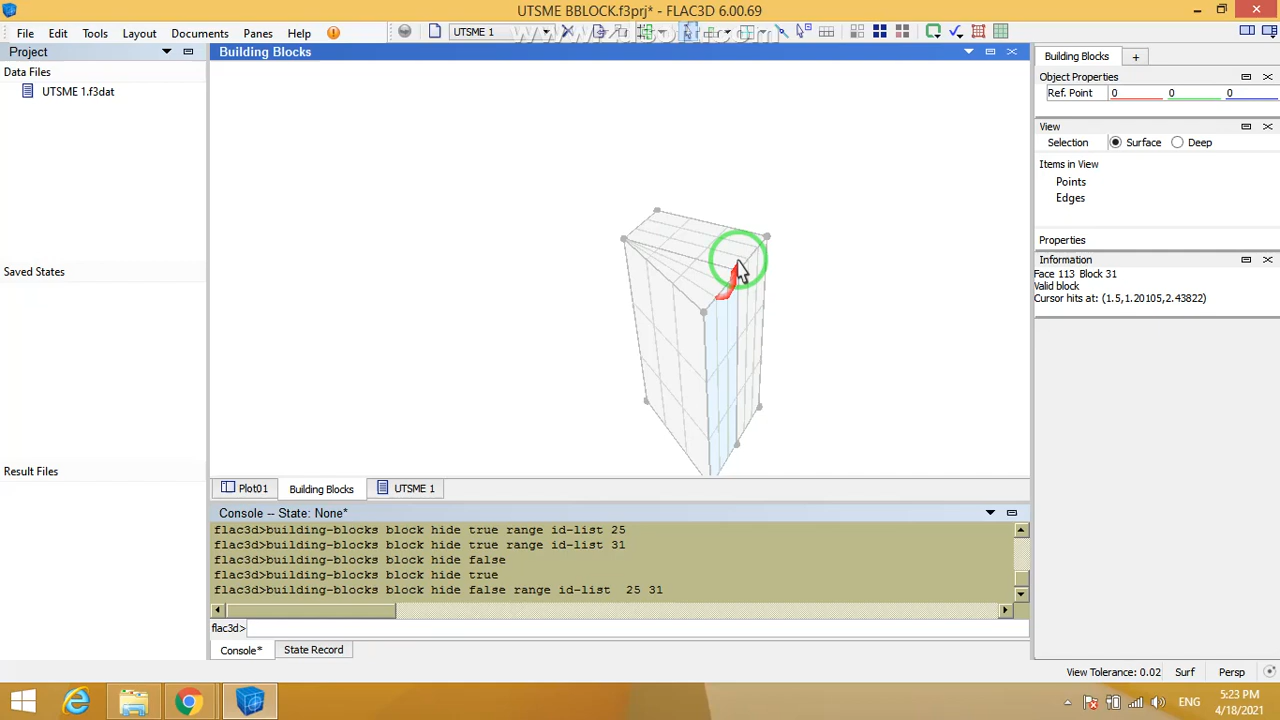 UTSME BBLOCK.f3prj* - FLAC3D 6.00.69
File Edit Tools Layout Documents Panes Help
UTSME 1
Project
Building Blocks
Building Blocks +
Data Files
Object Properties
UTSME 1.f3dat
Ref. Point 0 0 0
View
Selection Surface Deep
Items in View
Points
Edges
Properties
Information
Saved States
Face 113 Block 31
Valid block
Cursor hits at: (1.5,1.20105,2.43822)
Result Files
Plot01 Building Blocks UTSME 1
Console -- State: None*
flac3d>building-blocks block hide true range id-list 25
flac3d>building-blocks block hide true range id-list 31
flac3d>building-blocks block hide false
flac3d>building-blocks block hide true
flac3d>building-blocks block hide false range id-list  25 31
flac3d>
Console* State Record
View Tolerance: 0.02 Surf Persp
ENG
5:23 PM
4/18/2021